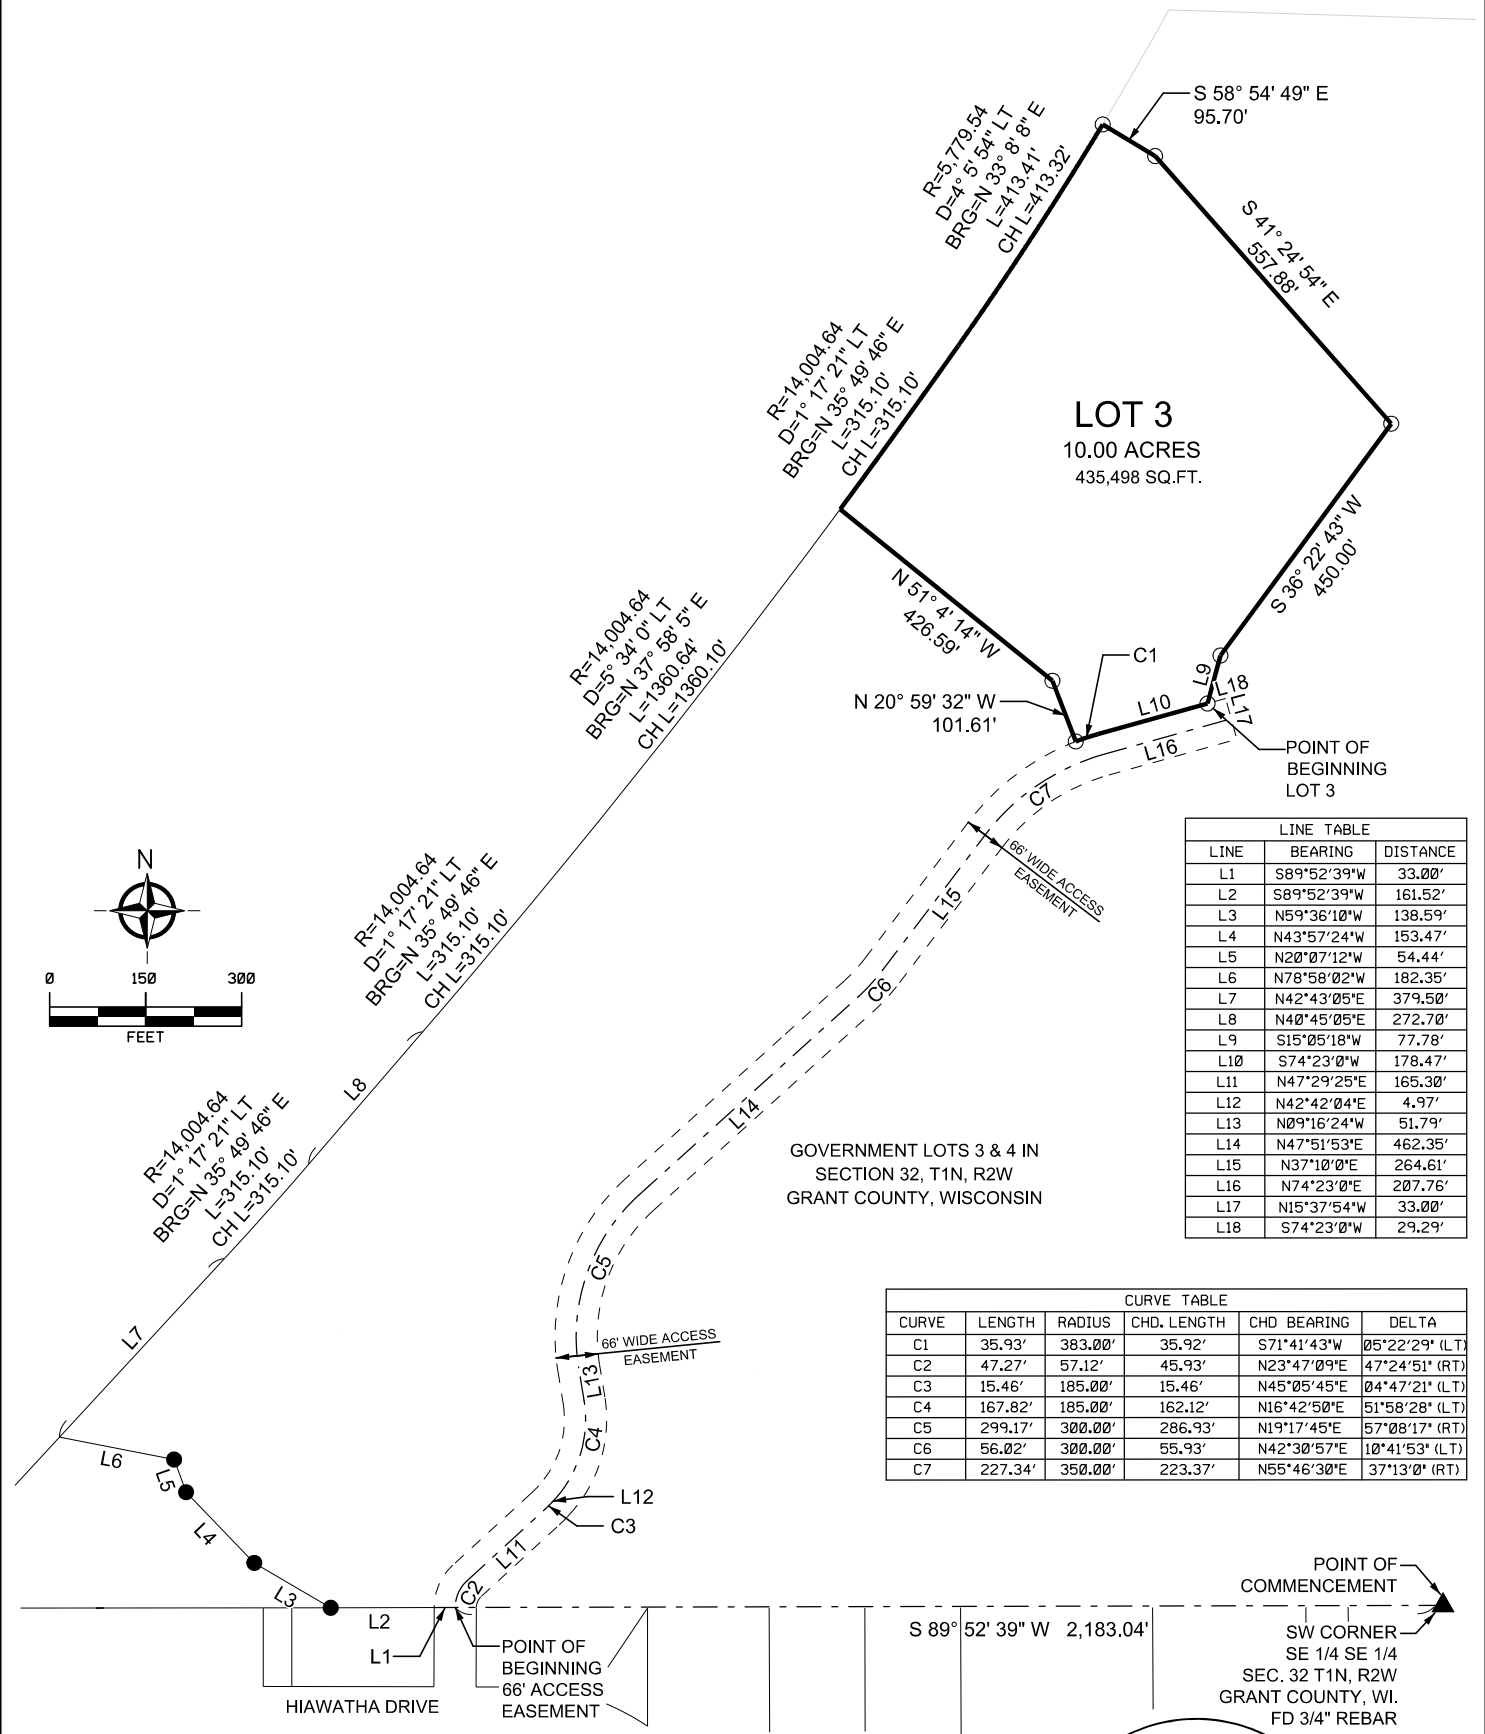 S 58° 54' 49" E
95.70'
R=5,779.54
D=4° 5' 54" LT
BRG=N 33° 8' 8" E
L=413.41'
CH L=413.32'
S 41° 24' 54" E
557.88'
R=14,004.64
D=1° 17' 21" LT
BRG=N 35° 49' 46" E
L=315.10'
CH L=315.10'
LOT 3
10.00 ACRES
435,498 SQ.FT.
S 36° 22' 43" W
450.00'
N 51° 4' 14" W
426.59'
R=14,004.64
D=5° 34' 0" LT
BRG=N 37° 58' 5" E
L=1360.64'
CH L=1360.10'
C1
L9
L18
L17
L10
L16
N 20° 59' 32" W
101.61'
POINT OF
BEGINNING
LOT 3
C7
66' WIDE ACCESS
EASEMENT
L15
C6
L14
N
0 150 300
FEET
R=14,004.64
D=1° 17' 21" LT
BRG=N 35° 49' 46" E
L=315.10'
CH L=315.10'
L8
R=14,004.64
D=1° 17' 21" LT
BRG=N 35° 49' 46" E
L=315.10'
CH L=315.10'
L7
GOVERNMENT LOTS 3 & 4 IN
SECTION 32, T1N, R2W
GRANT COUNTY, WISCONSIN
LINE TABLE
LINE BEARING DISTANCE
L1 S89°52'39"W 33.00'
L2 S89°52'39"W 161.52'
L3 N59°36'10"W 138.59'
L4 N43°57'24"W 153.47'
L5 N20°07'12"W 54.44'
L6 N78°58'02"W 182.35'
L7 N42°43'05"E 379.50'
L8 N40°45'05"E 272.70'
L9 S15°05'18"W 77.78'
L10 S74°23'0"W 178.47'
L11 N47°29'25"E 165.30'
L12 N42°42'04"E 4.97'
L13 N09°16'24"W 51.79'
L14 N47°51'53"E 462.35'
L15 N37°10'0"E 264.61'
L16 N74°23'0"E 207.76'
L17 N15°37'54"W 33.00'
L18 S74°23'0"W 29.29'
CURVE TABLE
CURVE LENGTH RADIUS CHD. LENGTH CHD BEARING DELTA
C1 35.93' 383.00' 35.92' S71°41'43"W 05°22'29" (LT)
C2 47.27' 57.12' 45.93' N23°47'09"E 47°24'51" (RT)
C3 15.46' 185.00' 15.46' N45°05'45"E 04°47'21" (LT)
C4 167.82' 185.00' 162.12' N16°42'50"E 51°58'28" (LT)
C5 299.17' 300.00' 286.93' N19°17'45"E 57°08'17" (RT)
C6 56.02' 300.00' 55.93' N42°30'57"E 10°41'53" (LT)
C7 227.34' 350.00' 223.37' N55°46'30"E 37°13'0" (RT)
C5
66' WIDE ACCESS
EASEMENT
L13
C4
L6
L5
L4
L3
L2
L1
L12
C3
L11
C2
POINT OF
BEGINNING
66' ACCESS
EASEMENT
HIAWATHA DRIVE
S 89° 52' 39" W 2,183.04'
POINT OF
COMMENCEMENT
SW CORNER
SE 1/4 SE 1/4
SEC. 32 T1N, R2W
GRANT COUNTY, WI.
FD 3/4" REBAR